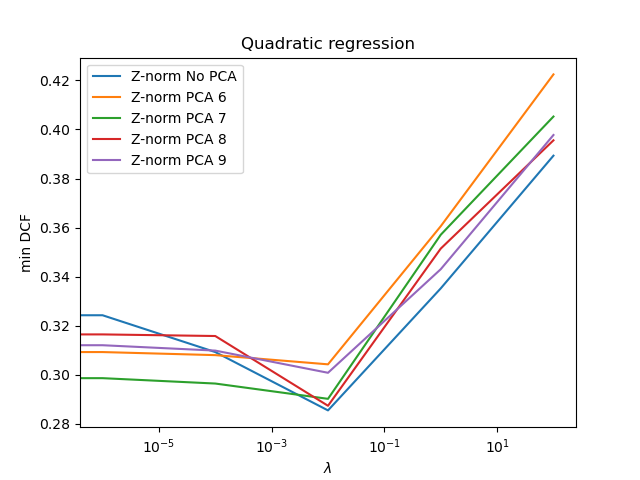 Quadratic regression
Z-norm No PCA
Z-norm PCA 6
Z-norm PCA 7
Z-norm PCA 8
Z-norm PCA 9
min DCF
0.42
0.40
0.38
0.36
0.34
0.32
0.30
0.28
10⁻⁵ 10⁻³ 10⁻¹ 10¹
λ